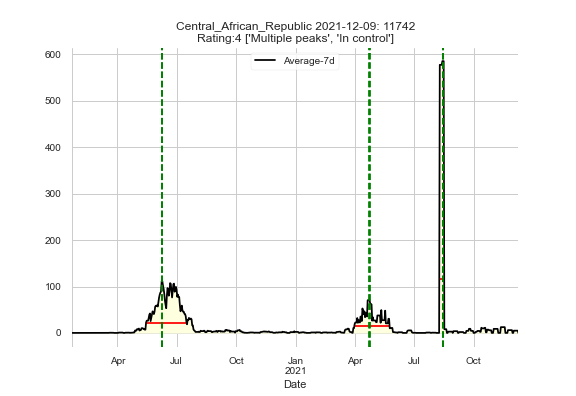 Central_African_Republic 2021-12-09: 11742
Rating:4 ['Multiple peaks', 'In control']
Average-7d
600
500
400
300
200
100
0
Apr Jul Oct Jan Apr Jul Oct
2021
Date